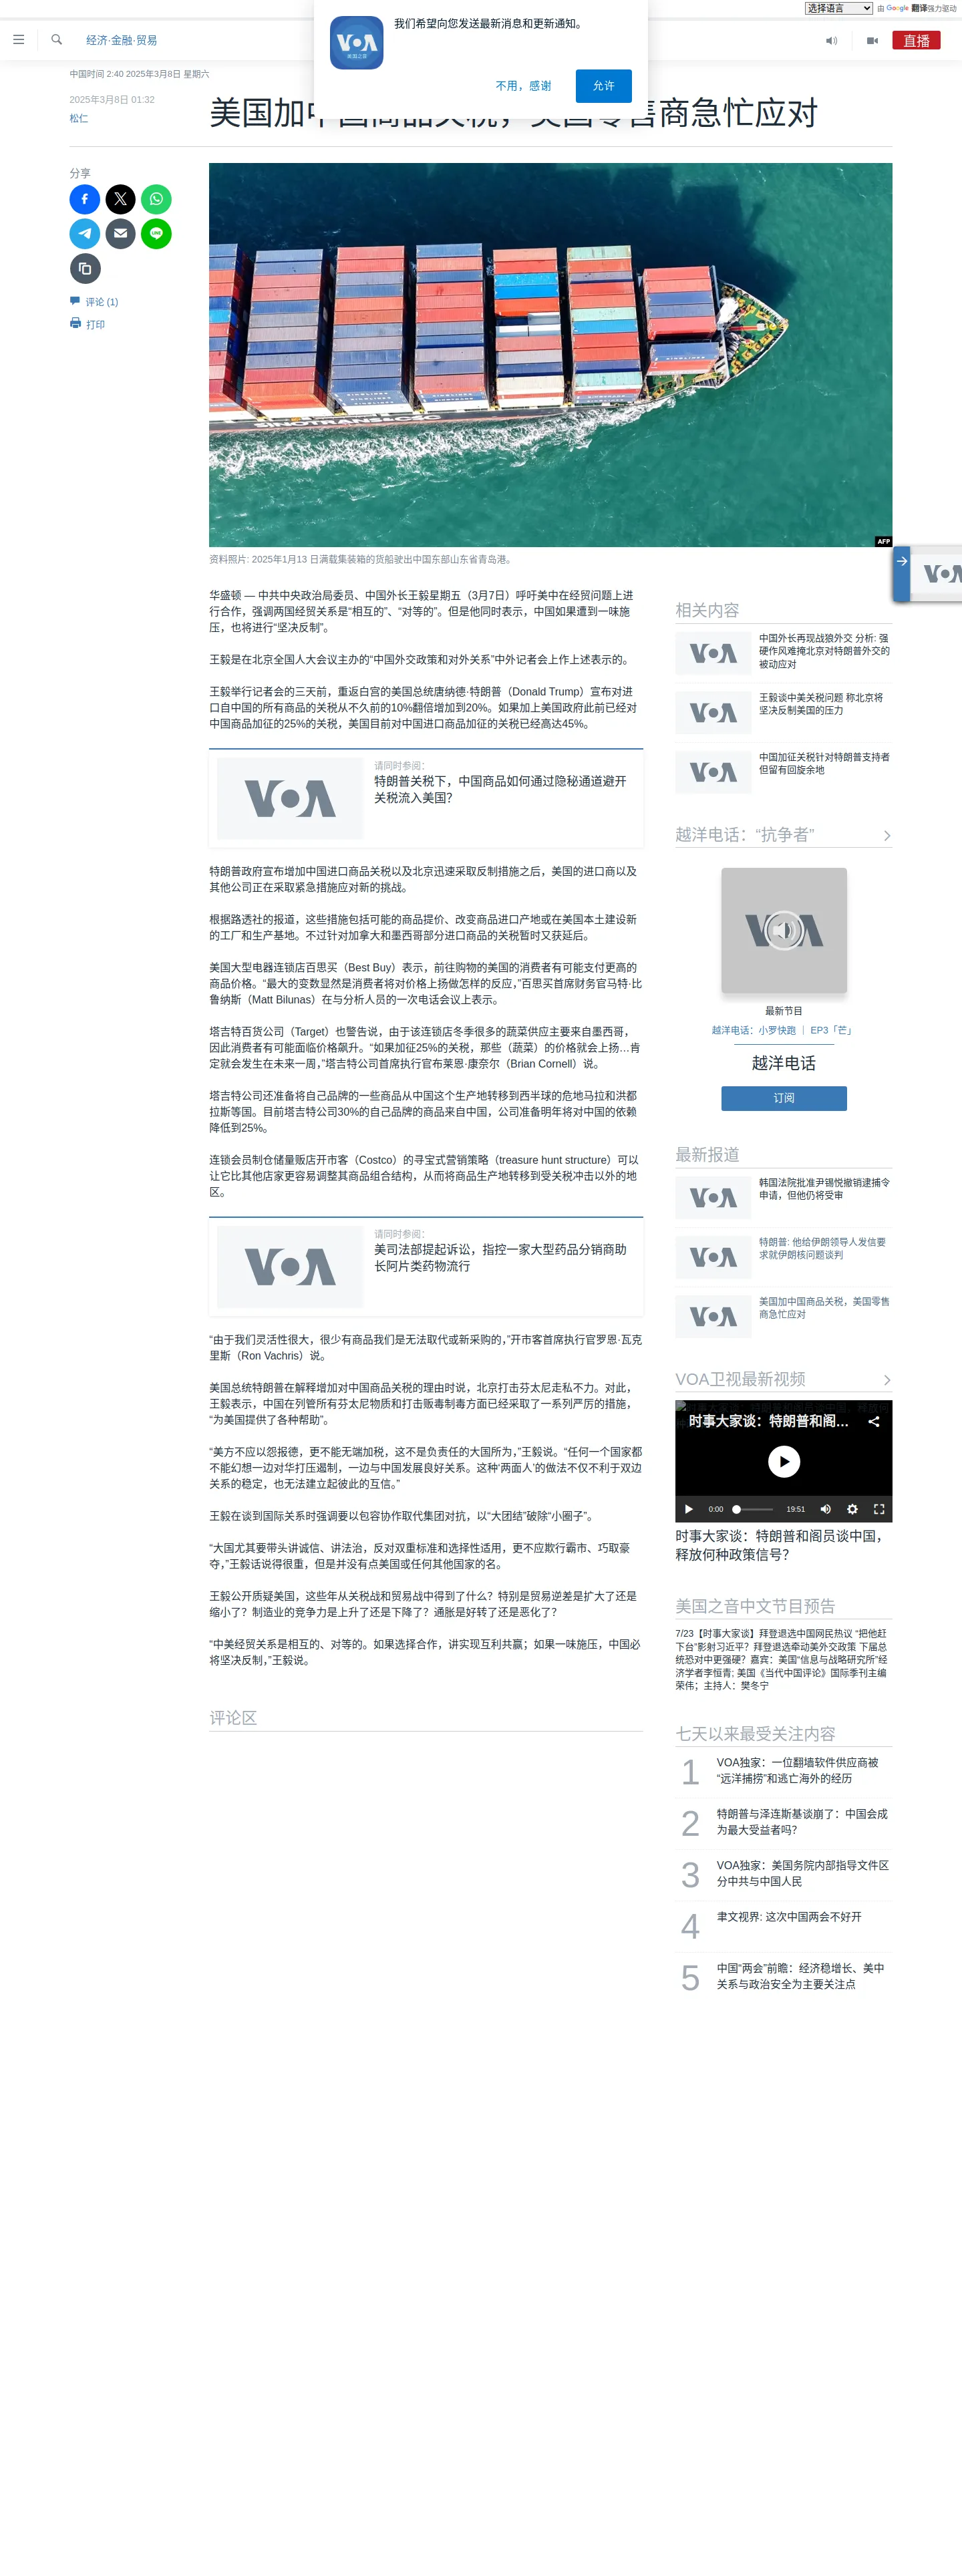 选择语言
由 Google 翻译强力驱动
经济·金融·贸易
直播
VOA
美国之音
我们希望向您发送最新消息和更新通知。
不用，感谢
允许
中国时间 2:40 2025年3月8日 星期六
2025年3月8日 01:32
松仁
美国加中国商品关税，美国零售商急忙应对
分享
评论 (1)
打印
AFP
资料照片: 2025年1月13 日满载集装箱的货船驶出中国东部山东省青岛港。
华盛顿 — 中共中央政治局委员、中国外长王毅星期五（3月7日）呼吁美中在经贸问题上进
行合作，强调两国经贸关系是“相互的”、“对等的”。但是他同时表示，中国如果遭到一味施
压，也将进行“坚决反制”。
王毅是在北京全国人大会议主办的“中国外交政策和对外关系”中外记者会上作上述表示的。
王毅举行记者会的三天前，重返白宫的美国总统唐纳德·特朗普（Donald Trump）宣布对进
口自中国的所有商品的关税从不久前的10%翻倍增加到20%。如果加上美国政府此前已经对
中国商品加征的25%的关税，美国目前对中国进口商品加征的关税已经高达45%。
VOA
请同时参阅：
特朗普关税下，中国商品如何通过隐秘通道避开
关税流入美国？
特朗普政府宣布增加中国进口商品关税以及北京迅速采取反制措施之后，美国的进口商以及
其他公司正在采取紧急措施应对新的挑战。
根据路透社的报道，这些措施包括可能的商品提价、改变商品进口产地或在美国本土建设新
的工厂和生产基地。不过针对加拿大和墨西哥部分进口商品的关税暂时又获延后。
美国大型电器连锁店百思买（Best Buy）表示，前往购物的美国的消费者有可能支付更高的
商品价格。“最大的变数显然是消费者将对价格上扬做怎样的反应，”百思买首席财务官马特·比
鲁纳斯（Matt Bilunas）在与分析人员的一次电话会议上表示。
塔吉特百货公司（Target）也警告说，由于该连锁店冬季很多的蔬菜供应主要来自墨西哥，
因此消费者有可能面临价格飙升。“如果加征25%的关税，那些（蔬菜）的价格就会上扬…肯
定就会发生在未来一周，”塔吉特公司首席执行官布莱恩·康奈尔（Brian Cornell）说。
塔吉特公司还准备将自己品牌的一些商品从中国这个生产地转移到西半球的危地马拉和洪都
拉斯等国。目前塔吉特公司30%的自己品牌的商品来自中国，公司准备明年将对中国的依赖
降低到25%。
连锁会员制仓储量贩店开市客（Costco）的寻宝式营销策略（treasure hunt structure）可以
让它比其他店家更容易调整其商品组合结构，从而将商品生产地转移到受关税冲击以外的地
区。
VOA
请同时参阅：
美司法部提起诉讼，指控一家大型药品分销商助
长阿片类药物流行
“由于我们灵活性很大，很少有商品我们是无法取代或新采购的，”开市客首席执行官罗恩·瓦克
里斯（Ron Vachris）说。
美国总统特朗普在解释增加对中国商品关税的理由时说，北京打击芬太尼走私不力。对此，
王毅表示，中国在列管所有芬太尼物质和打击贩毒制毒方面已经采取了一系列严厉的措施，
“为美国提供了各种帮助”。
“美方不应以怨报德，更不能无端加税，这不是负责任的大国所为，”王毅说。“任何一个国家都
不能幻想一边对华打压遏制，一边与中国发展良好关系。这种‘两面人’的做法不仅不利于双边
关系的稳定，也无法建立起彼此的互信。”
王毅在谈到国际关系时强调要以包容协作取代集团对抗，以“大团结”破除“小圈子”。
“大国尤其要带头讲诚信、讲法治，反对双重标准和选择性适用，更不应欺行霸市、巧取豪
夺，”王毅话说得很重，但是并没有点美国或任何其他国家的名。
王毅公开质疑美国，这些年从关税战和贸易战中得到了什么？特别是贸易逆差是扩大了还是
缩小了？制造业的竞争力是上升了还是下降了？通胀是好转了还是恶化了？
“中美经贸关系是相互的、对等的。如果选择合作，讲实现互利共赢；如果一味施压，中国必
将坚决反制，”王毅说。
评论区
VOA
相关内容
VOA
中国外长再现战狼外交 分析: 强
硬作风难掩北京对特朗普外交的
被动应对
VOA
王毅谈中美关税问题 称北京将
坚决反制美国的压力
VOA
中国加征关税针对特朗普支持者
但留有回旋余地
越洋电话：“抗争者”
最新节目
越洋电话：小罗快跑 ｜ EP3「芒」
越洋电话
订阅
最新报道
VOA
韩国法院批准尹锡悦撤销逮捕令
申请，但他仍将受审
VOA
特朗普: 他给伊朗领导人发信要
求就伊朗核问题谈判
VOA
美国加中国商品关税，美国零售
商急忙应对
VOA卫视最新视频
时事大家谈：特朗普和阁…
0:00
19:51
时事大家谈：特朗普和阁员谈中国，
释放何种政策信号？
美国之音中文节目预告
7/23【时事大家谈】拜登退选中国网民热议 “把他赶
下台”影射习近平？拜登退选牵动美外交政策 下届总
统恐对中更强硬？嘉宾：美国“信息与战略研究所”经
济学者李恒青; 美国《当代中国评论》国际季刊主编
荣伟；主持人：樊冬宁
七天以来最受关注内容
1
VOA独家：一位翻墙软件供应商被
“远洋捕捞”和逃亡海外的经历
2
特朗普与泽连斯基谈崩了：中国会成
为最大受益者吗？
3
VOA独家：美国务院内部指导文件区
分中共与中国人民
4
聿文视界: 这次中国两会不好开
5
中国“两会”前瞻：经济稳增长、美中
关系与政治安全为主要关注点